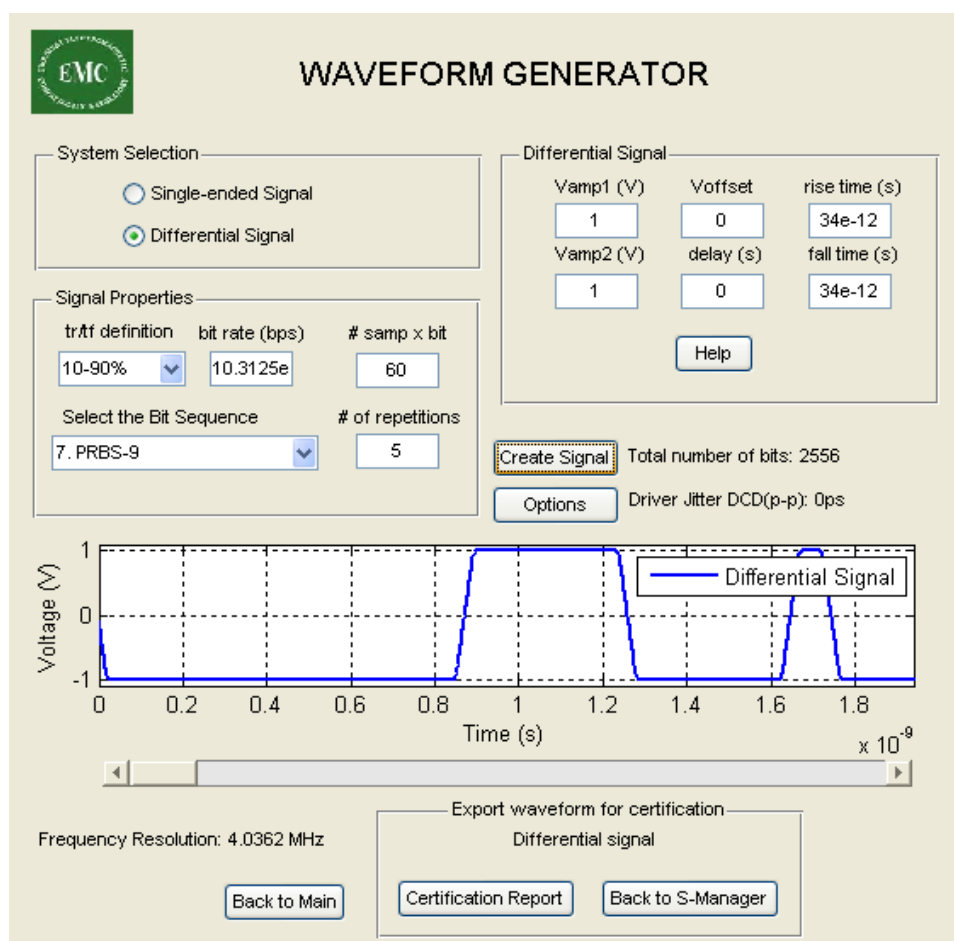 EMC
WAVEFORM GENERATOR
System Selection
Single-ended Signal
Differential Signal
Differential Signal
Vamp1 (V) Voffset rise time (s)
1 0 34e-12
Vamp2 (V) delay (s) fall time (s)
1 0 34e-12
Help
Signal Properties
tr/tf definition bit rate (bps) # samp x bit
10-90% 10.3125e 60
Select the Bit Sequence # of repetitions
7. PRBS-9 5
Create Signal Total number of bits: 2556
Options Driver Jitter DCD(p-p): 0ps
Voltage (V)
1
0
-1
Differential Signal
0 0.2 0.4 0.6 0.8 1 1.2 1.4 1.6 1.8
Time (s)
x 10-9
Export waveform for certification
Frequency Resolution: 4.0362 MHz
Differential signal
Back to Main
Certification Report
Back to S-Manager